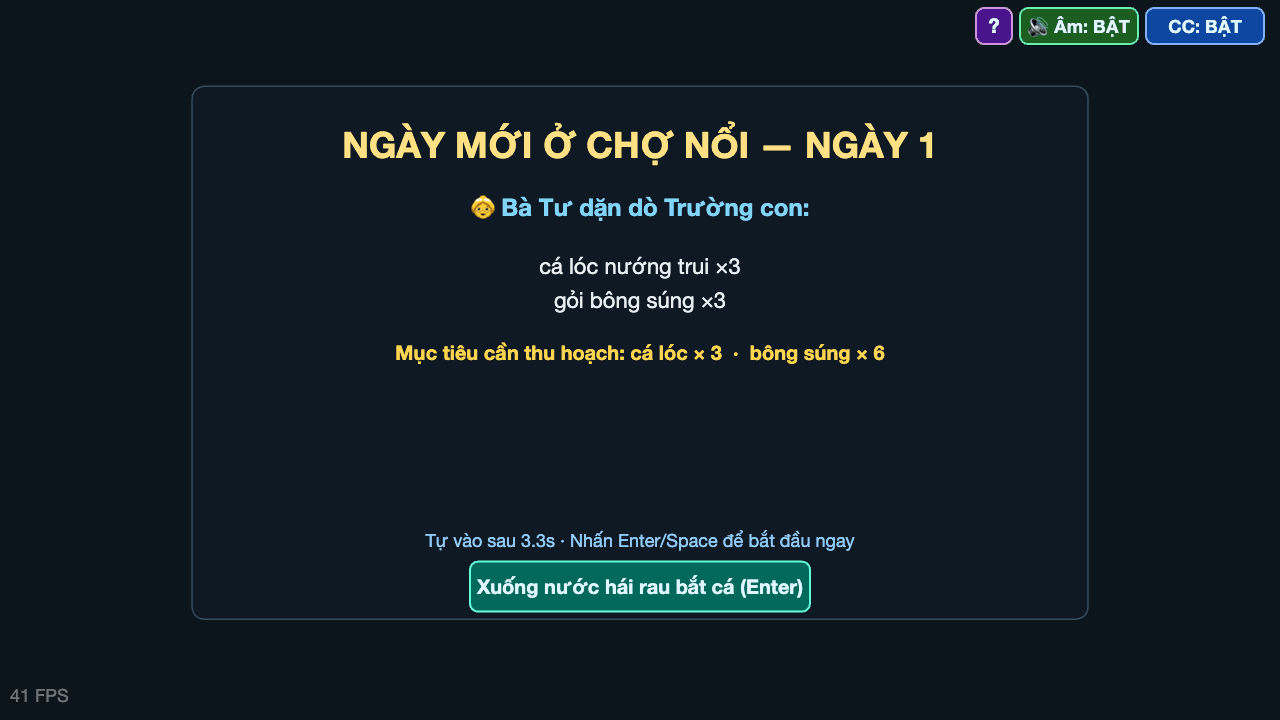 ?
🔊 Âm: BẬT
CC: BẬT
NGÀY MỚI Ở CHỢ NỔI — NGÀY 1
👵 Bà Tư dặn dò Trường con:
cá lóc nướng trui ×3
gỏi bông súng ×3
Mục tiêu cần thu hoạch: cá lóc × 3 · bông súng × 6
Tự vào sau 3.3s · Nhấn Enter/Space để bắt đầu ngay
Xuống nước hái rau bắt cá (Enter)
41 FPS